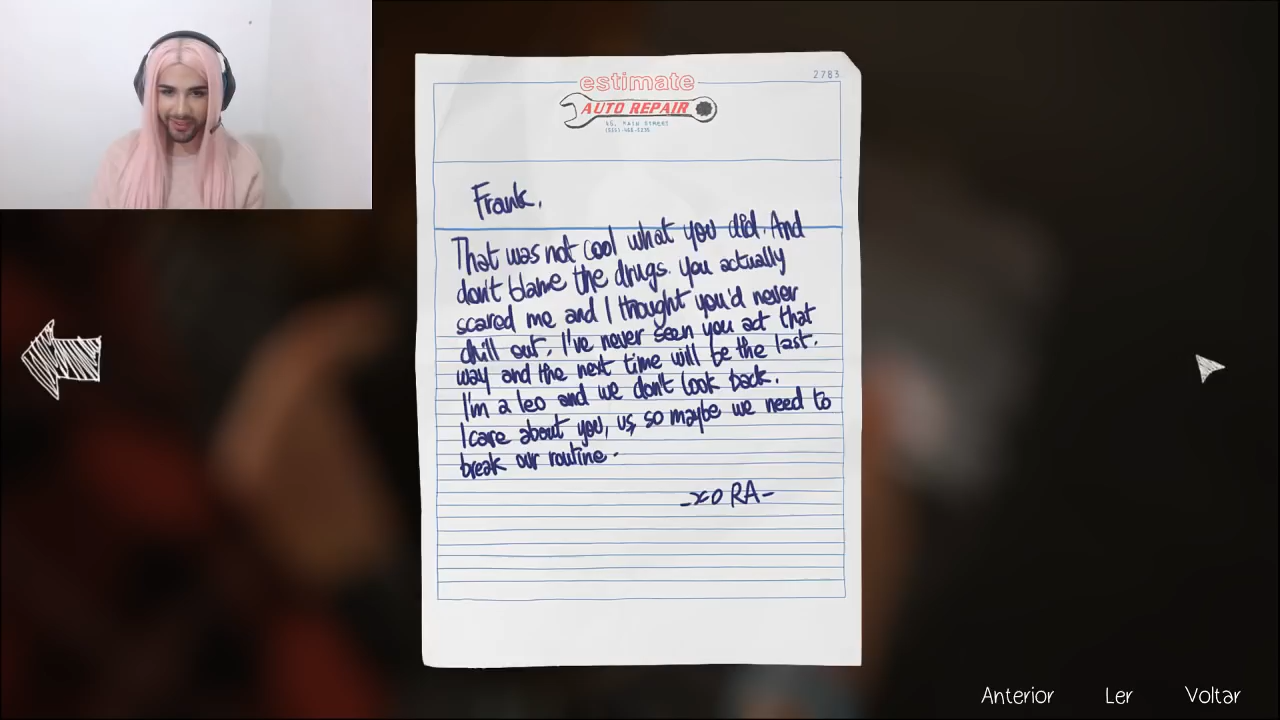 2783
estimate
AUTO REPAIR
45, MAIN STREET
Frank,
That was not cool what you did. And
don't blame the drugs. You actually
scared me and I thought you'd never
chill out. I've never seen you act that
way and the next time will be the last.
I'm a leo and we don't look back.
I care about you, us, so maybe we need to
break our routine.
-xo RA-
Anterior Ler Voltar